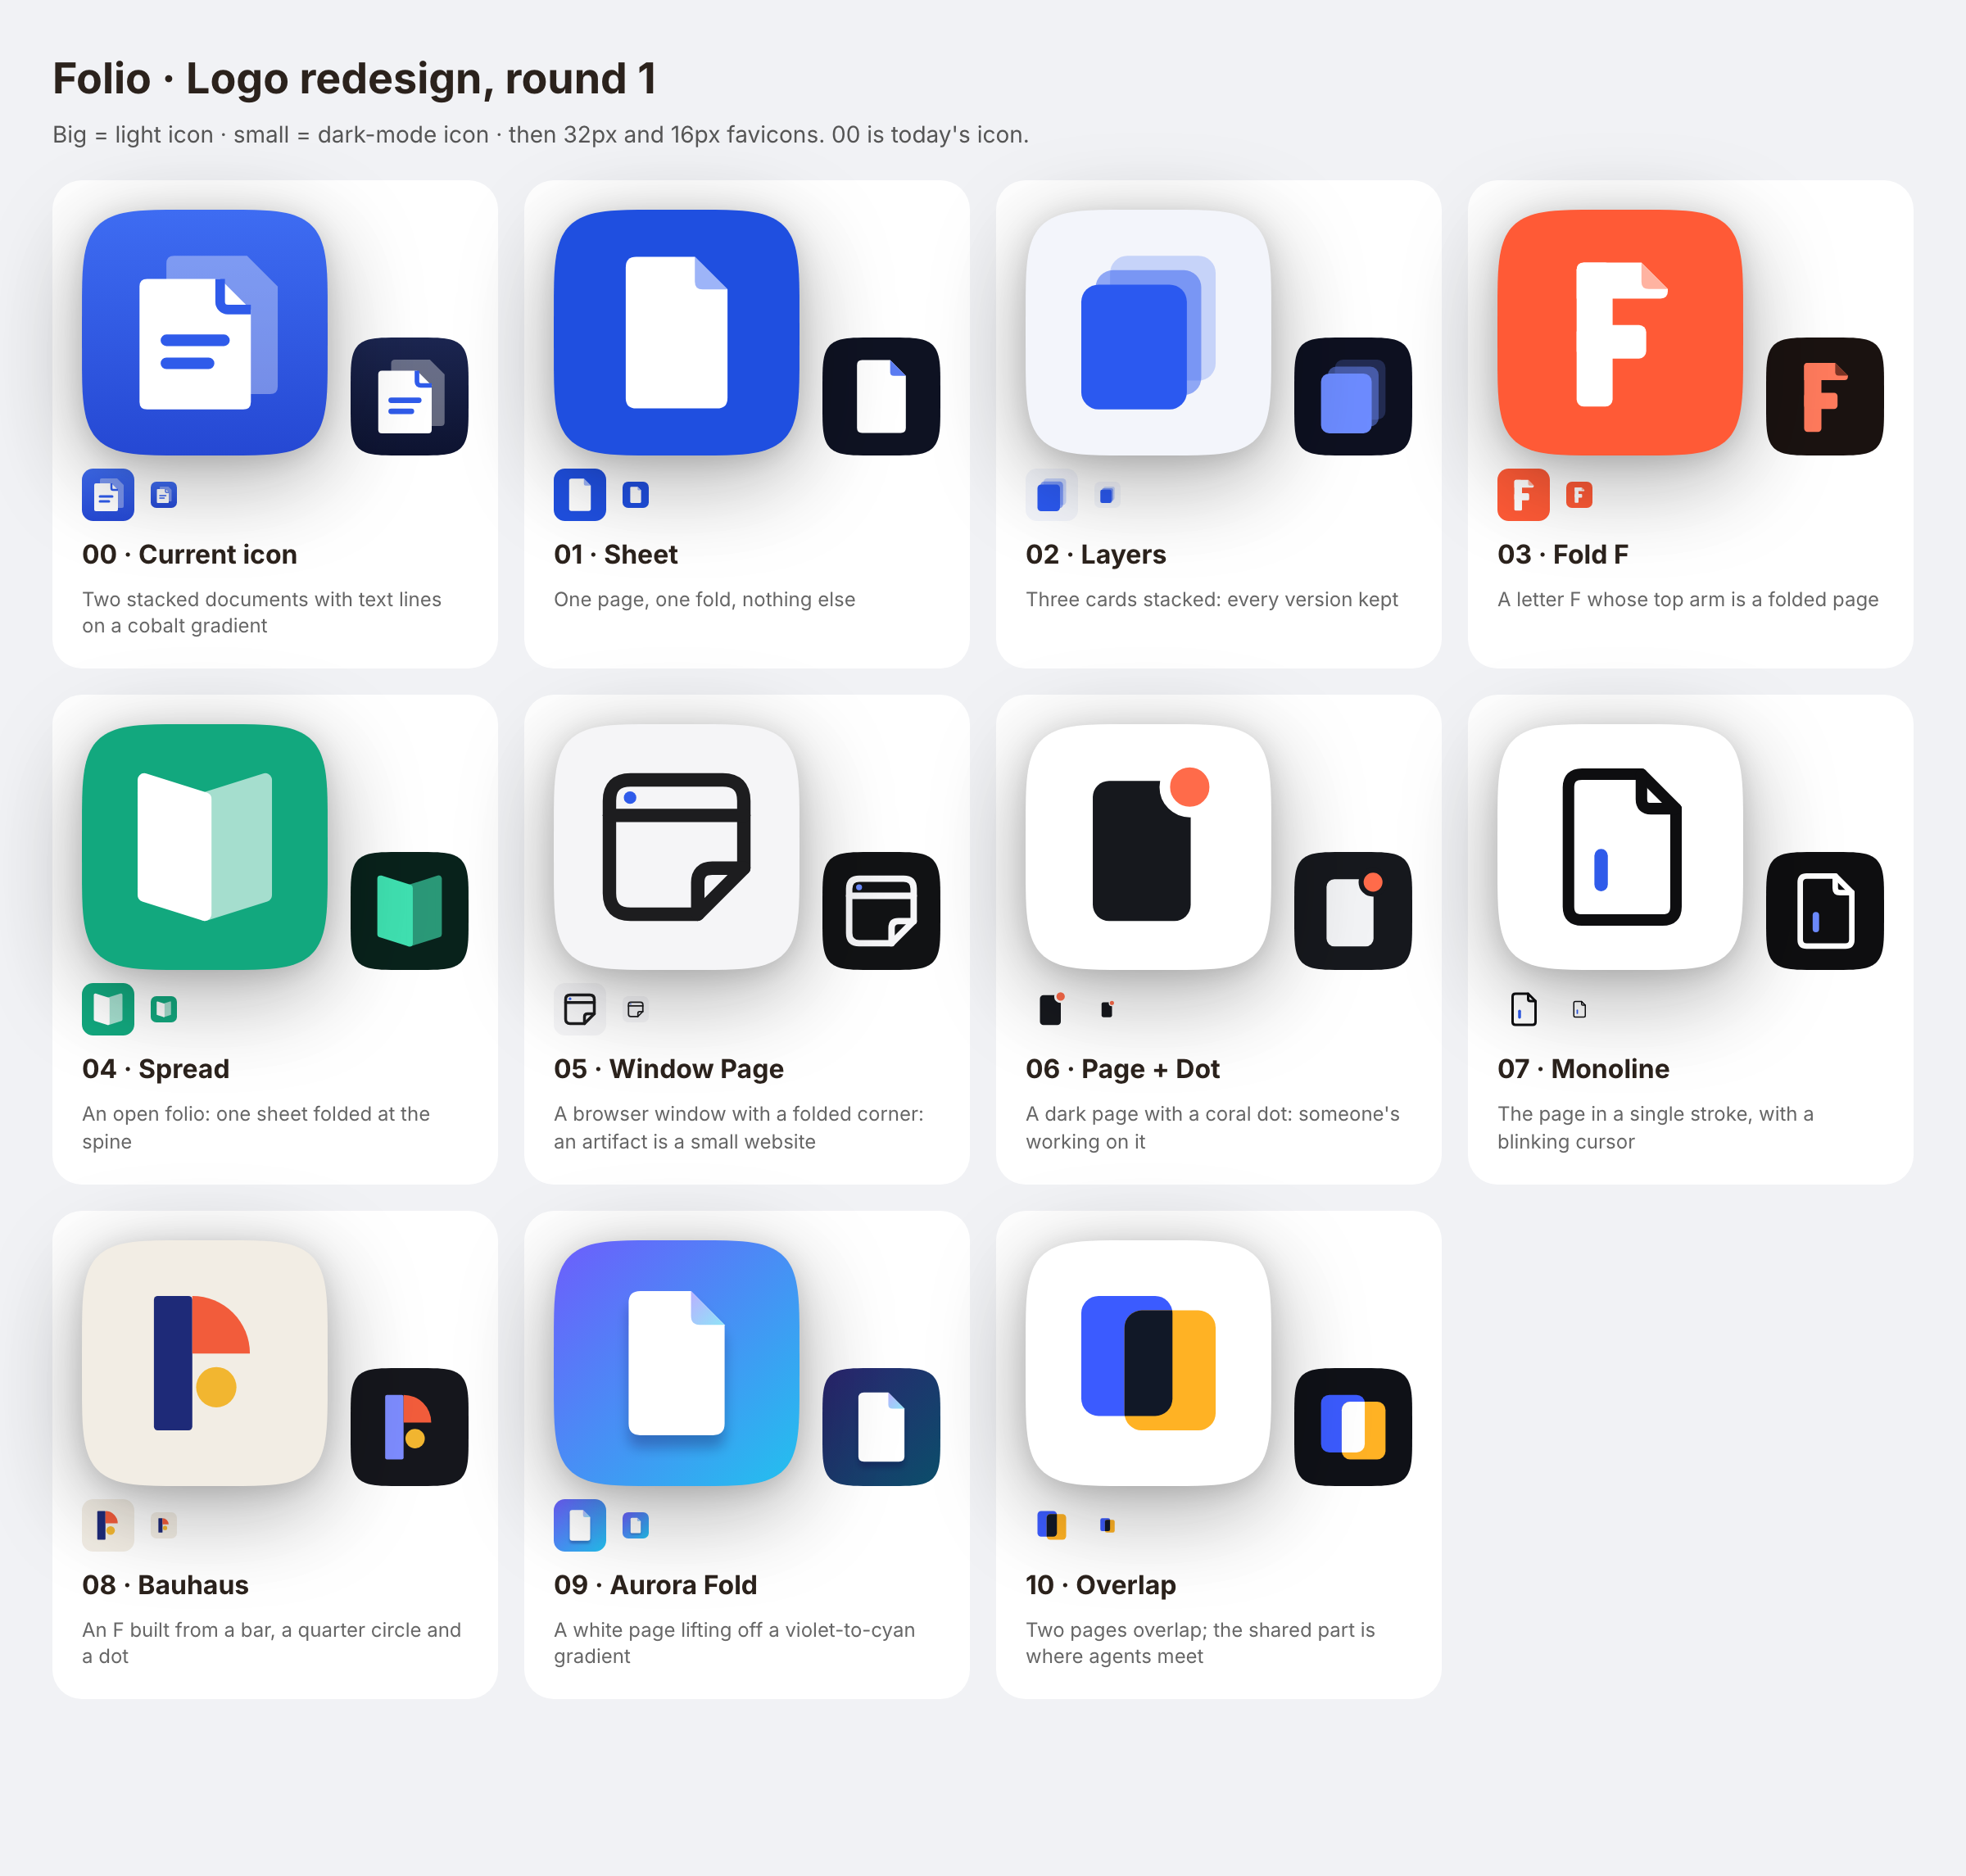 Folio · Logo redesign, round 1
Big = light icon · small = dark-mode icon · then 32px and 16px favicons. 00 is today's icon.
00 · Current icon
Two stacked documents with text lines
on a cobalt gradient
01 · Sheet
One page, one fold, nothing else
02 · Layers
Three cards stacked: every version kept
03 · Fold F
A letter F whose top arm is a folded page
04 · Spread
An open folio: one sheet folded at the
spine
05 · Window Page
A browser window with a folded corner:
an artifact is a small website
06 · Page + Dot
A dark page with a coral dot: someone's
working on it
07 · Monoline
The page in a single stroke, with a
blinking cursor
08 · Bauhaus
An F built from a bar, a quarter circle and
a dot
09 · Aurora Fold
A white page lifting off a violet-to-cyan
gradient
10 · Overlap
Two pages overlap; the shared part is
where agents meet